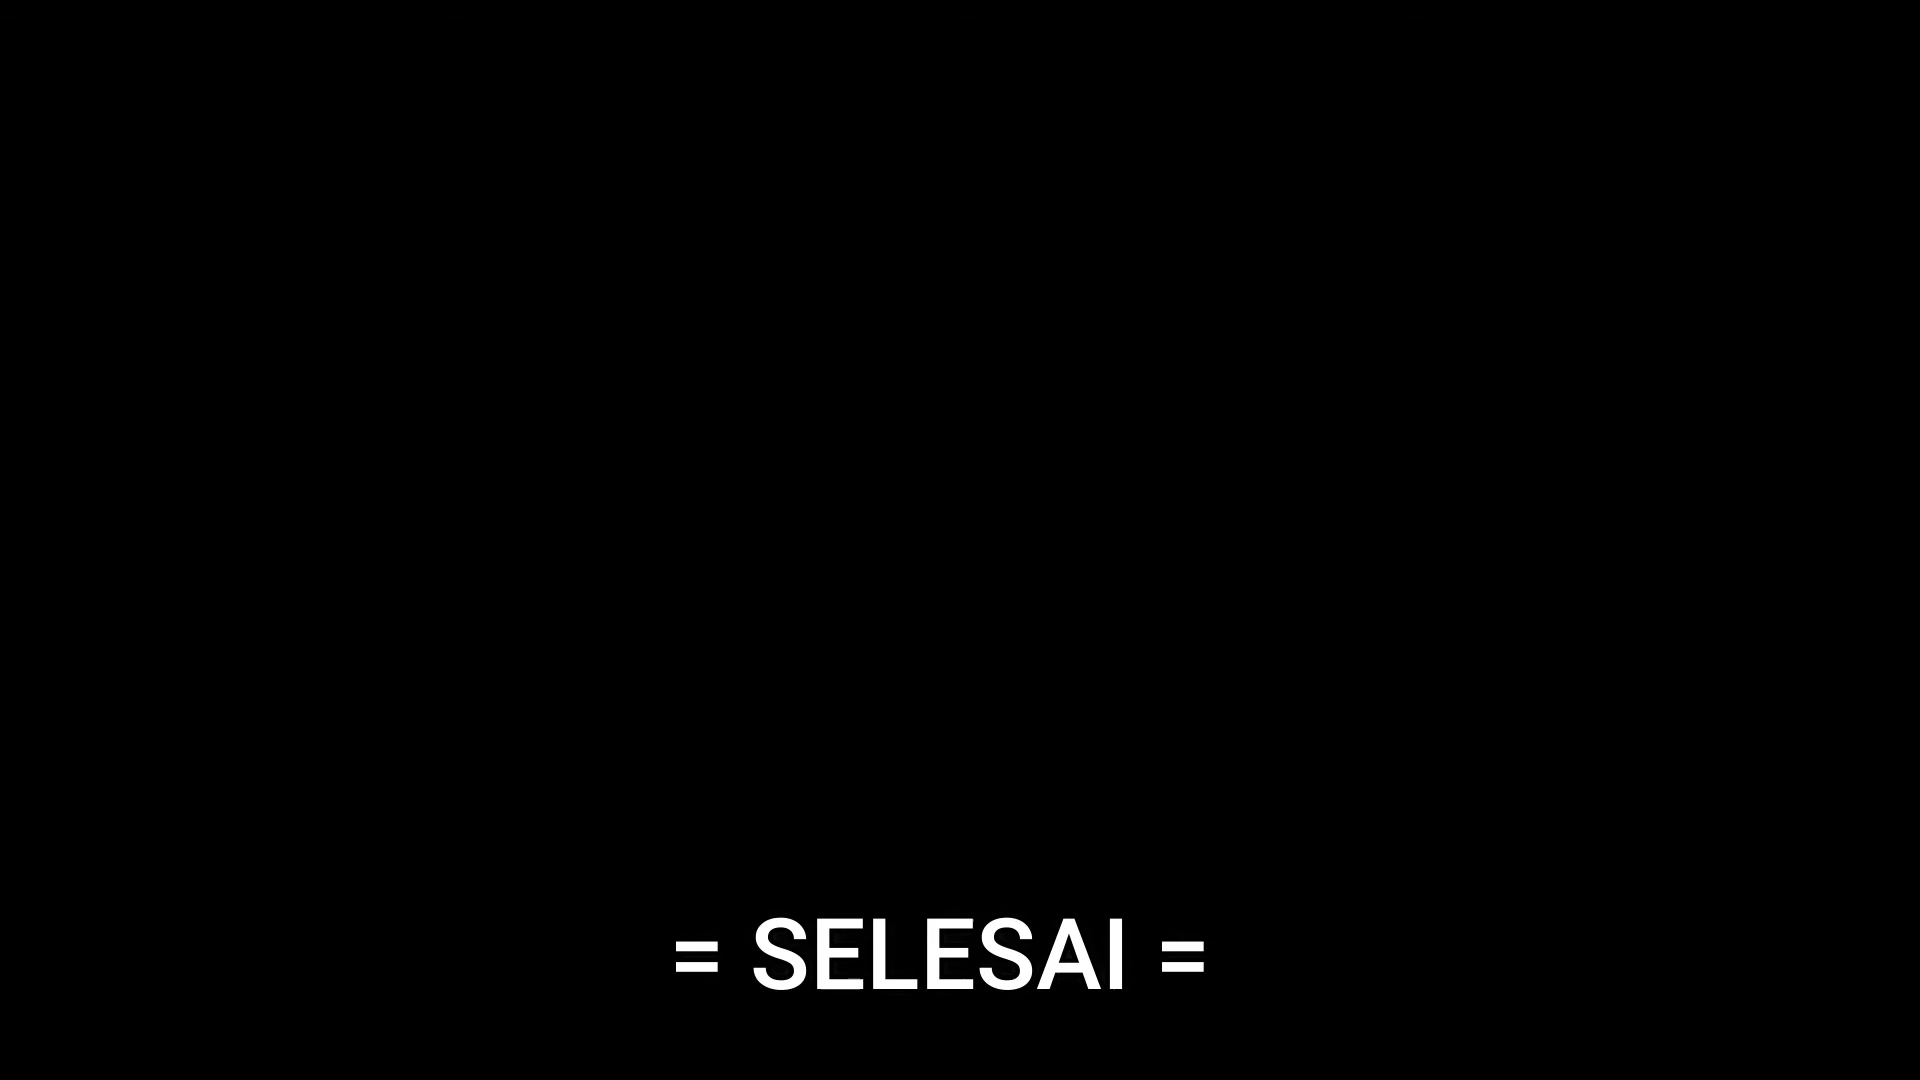 = SELESAI =